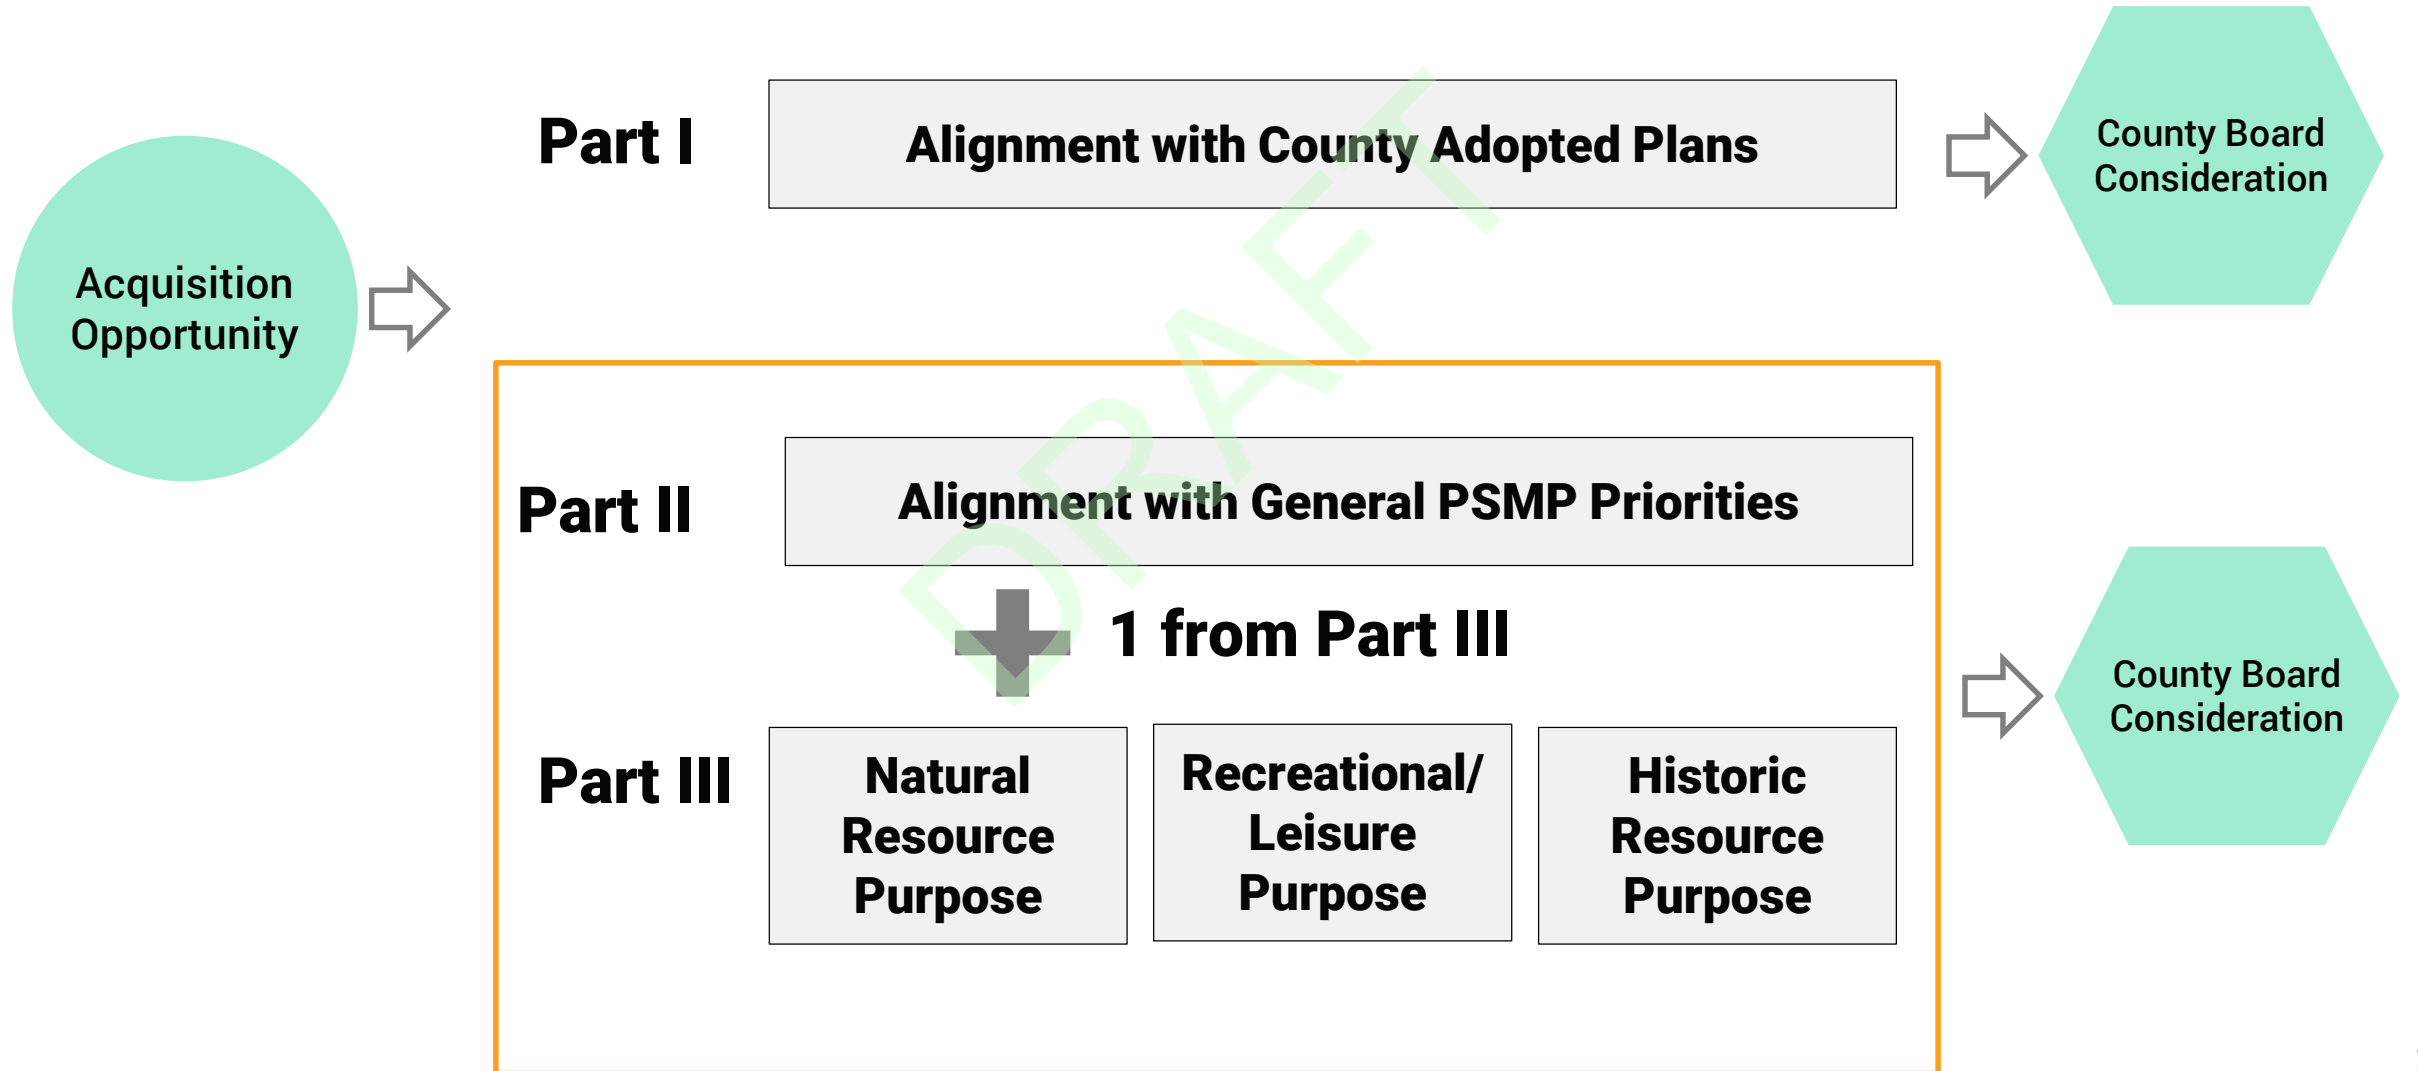 Acquisition
Opportunity
Part I
Alignment with County Adopted Plans
County Board
Consideration
Part II
Alignment with General PSMP Priorities
1 from Part III
Part III
Natural
Resource
Purpose
Recreational/
Leisure
Purpose
Historic
Resource
Purpose
County Board
Consideration
DRAFT